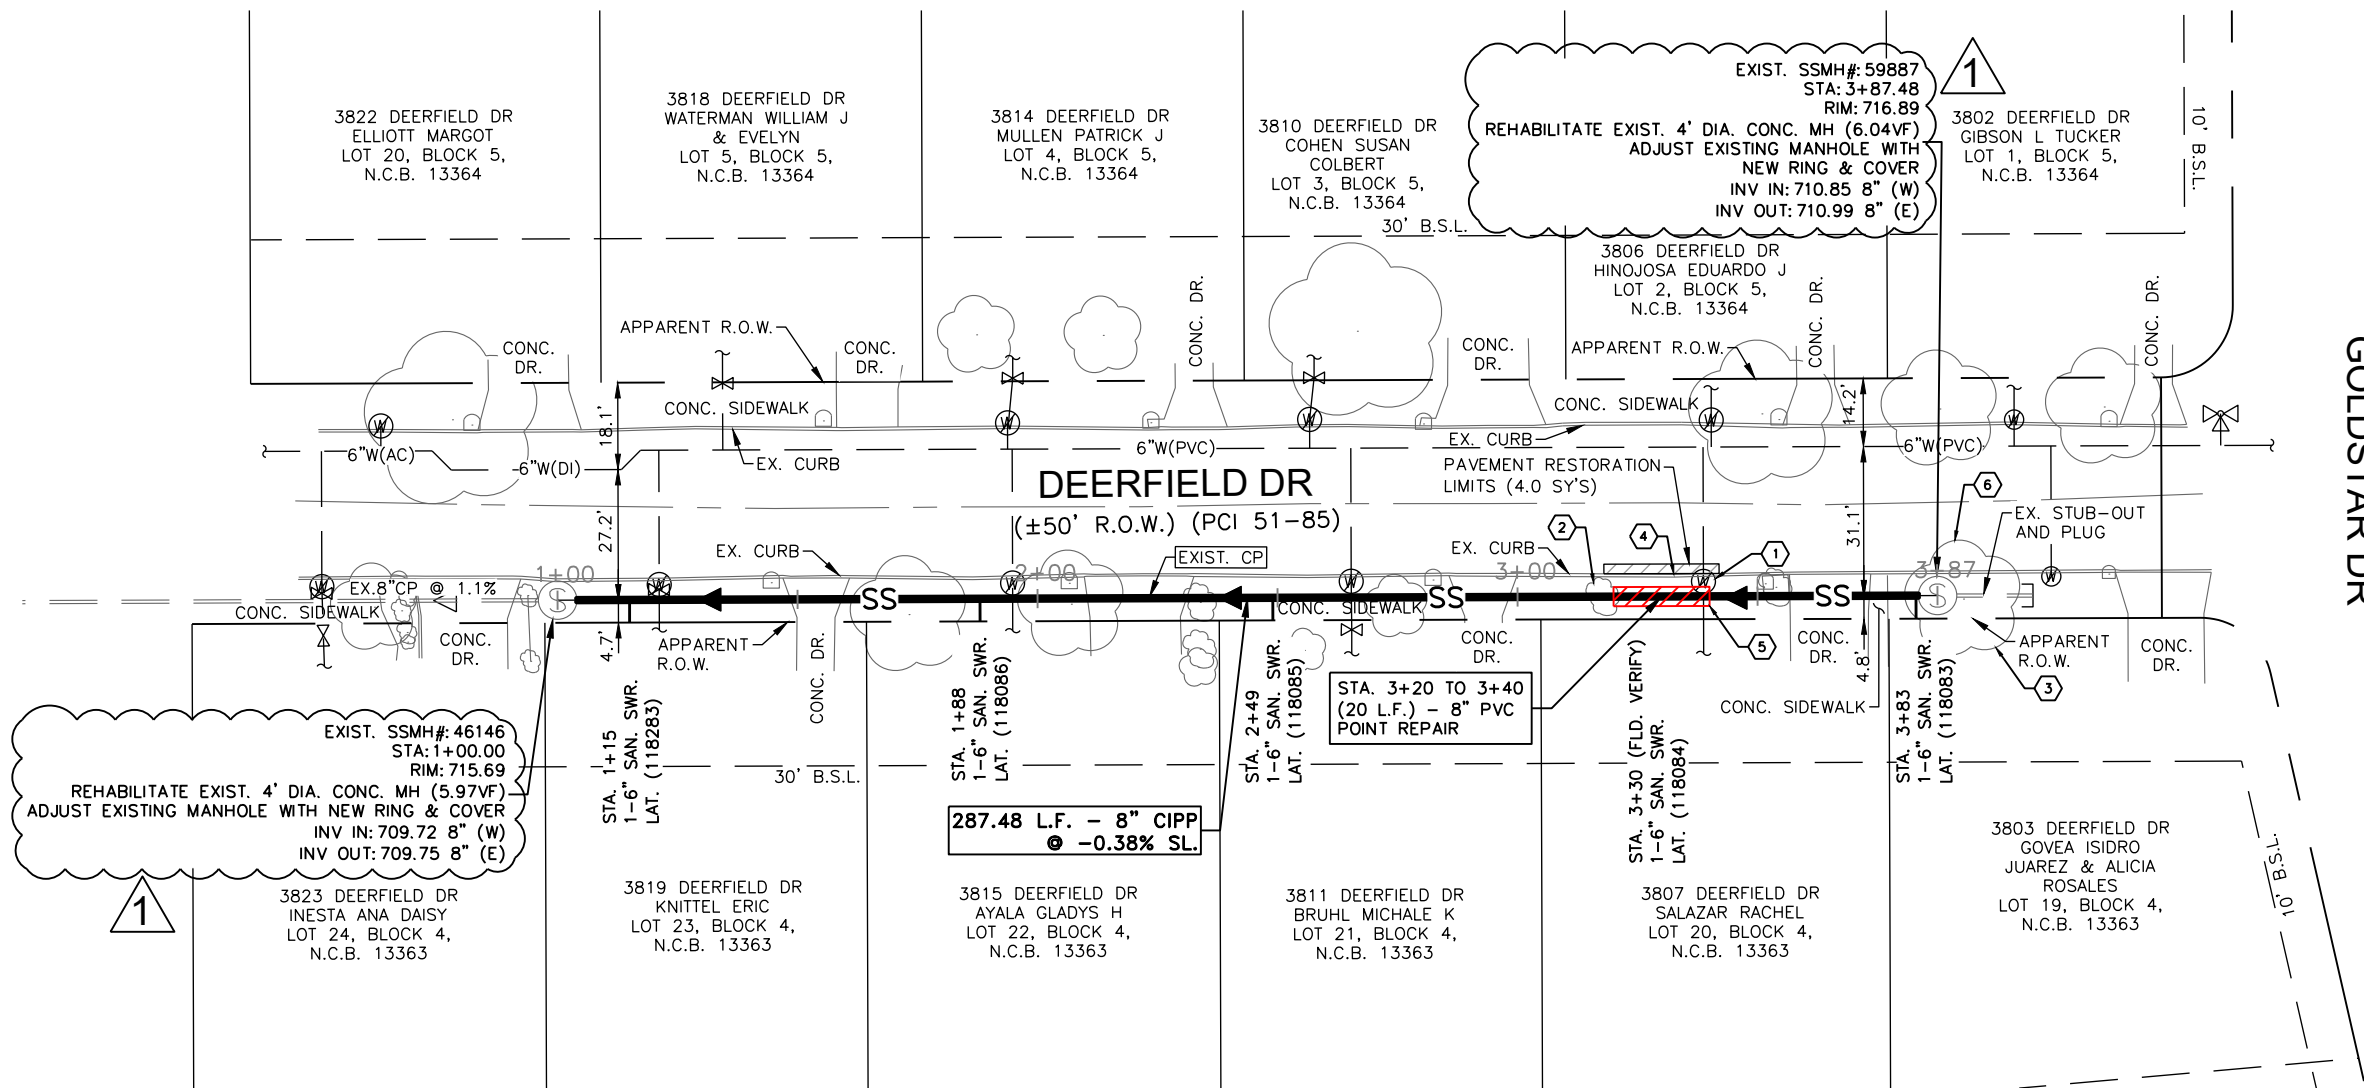 EXIST. SSMH#: 59887
STA: 3+87.48
RIM: 716.89
REHABILITATE EXIST. 4' DIA. CONC. MH (6.04VF)
ADJUST EXISTING MANHOLE WITH
NEW RING & COVER
INV IN: 710.85 8" (W)
INV OUT: 710.99 8" (E)
1
3822 DEERFIELD DR
ELLIOTT MARGOT
LOT 20, BLOCK 5,
N.C.B. 13364
3818 DEERFIELD DR
WATERMAN WILLIAM J
& EVELYN
LOT 5, BLOCK 5,
N.C.B. 13364
3814 DEERFIELD DR
MULLEN PATRICK J
LOT 4, BLOCK 5,
N.C.B. 13364
3810 DEERFIELD DR
COHEN SUSAN
COLBERT
LOT 3, BLOCK 5,
N.C.B. 13364
3802 DEERFIELD DR
GIBSON L TUCKER
LOT 1, BLOCK 5,
N.C.B. 13364
10' B.S.L.
30' B.S.L.
3806 DEERFIELD DR
HINOJOSA EDUARDO J
LOT 2, BLOCK 5,
N.C.B. 13364
APPARENT R.O.W.
CONC.
DR.
CONC.
DR.
CONC. DR.
CONC.
DR.
APPARENT R.O.W.
CONC. DR.
CONC. DR.
GOLDSTAR DR
18.1'
CONC. SIDEWALK
CONC. SIDEWALK
14.2'
W
W
W
W
W
6"W(AC)
6"W(DI)
EX. CURB
6"W(PVC)
EX. CURB
6"W(PVC)
DEERFIELD DR
(±50' R.O.W.) (PCI 51-85)
PAVEMENT RESTORATION
LIMITS (4.0 SY'S)
27.2'
31.1'
6
EX. STUB-OUT
AND PLUG
2
4
1
EX. CURB
EXIST. CP
EX. CURB
1+00
2+00
3+00
3+87
W
W
W
W
W
W
EX.8"CP @ 1.1%
S
SS
SS
SS
S
CONC. SIDEWALK
CONC. SIDEWALK
CONC.
DR.
4.7'
APPARENT
R.O.W.
CONC. DR.
CONC.
DR.
5
CONC.
DR.
4.8'
APPARENT
R.O.W.
3
CONC.
DR.
CONC. SIDEWALK
STA. 1+15
1-6" SAN. SWR.
LAT. (118283)
STA. 1+88
1-6" SAN. SWR.
LAT. (118086)
STA. 2+49
1-6" SAN. SWR.
LAT. (118085)
STA. 3+20 TO 3+40
(20 L.F.) - 8" PVC
POINT REPAIR
STA. 3+30 (FLD. VERIFY)
1-6" SAN. SWR.
LAT. (118084)
STA. 3+83
1-6" SAN. SWR.
LAT. (118083)
EXIST. SSMH#: 46146
STA: 1+00.00
RIM: 715.69
REHABILITATE EXIST. 4' DIA. CONC. MH (5.97VF)
ADJUST EXISTING MANHOLE WITH NEW RING & COVER
INV IN: 709.72 8" (W)
INV OUT: 709.75 8" (E)
1
30' B.S.L.
287.48 L.F. - 8" CIPP
@ -0.38% SL.
3823 DEERFIELD DR
INESTA ANA DAISY
LOT 24, BLOCK 4,
N.C.B. 13363
3819 DEERFIELD DR
KNITTEL ERIC
LOT 23, BLOCK 4,
N.C.B. 13363
3815 DEERFIELD DR
AYALA GLADYS H
LOT 22, BLOCK 4,
N.C.B. 13363
3811 DEERFIELD DR
BRUHL MICHALE K
LOT 21, BLOCK 4,
N.C.B. 13363
3807 DEERFIELD DR
SALAZAR RACHEL
LOT 20, BLOCK 4,
N.C.B. 13363
3803 DEERFIELD DR
GOVEA ISIDRO
JUAREZ & ALICIA
ROSALES
LOT 19, BLOCK 4,
N.C.B. 13363
10' B.S.L.